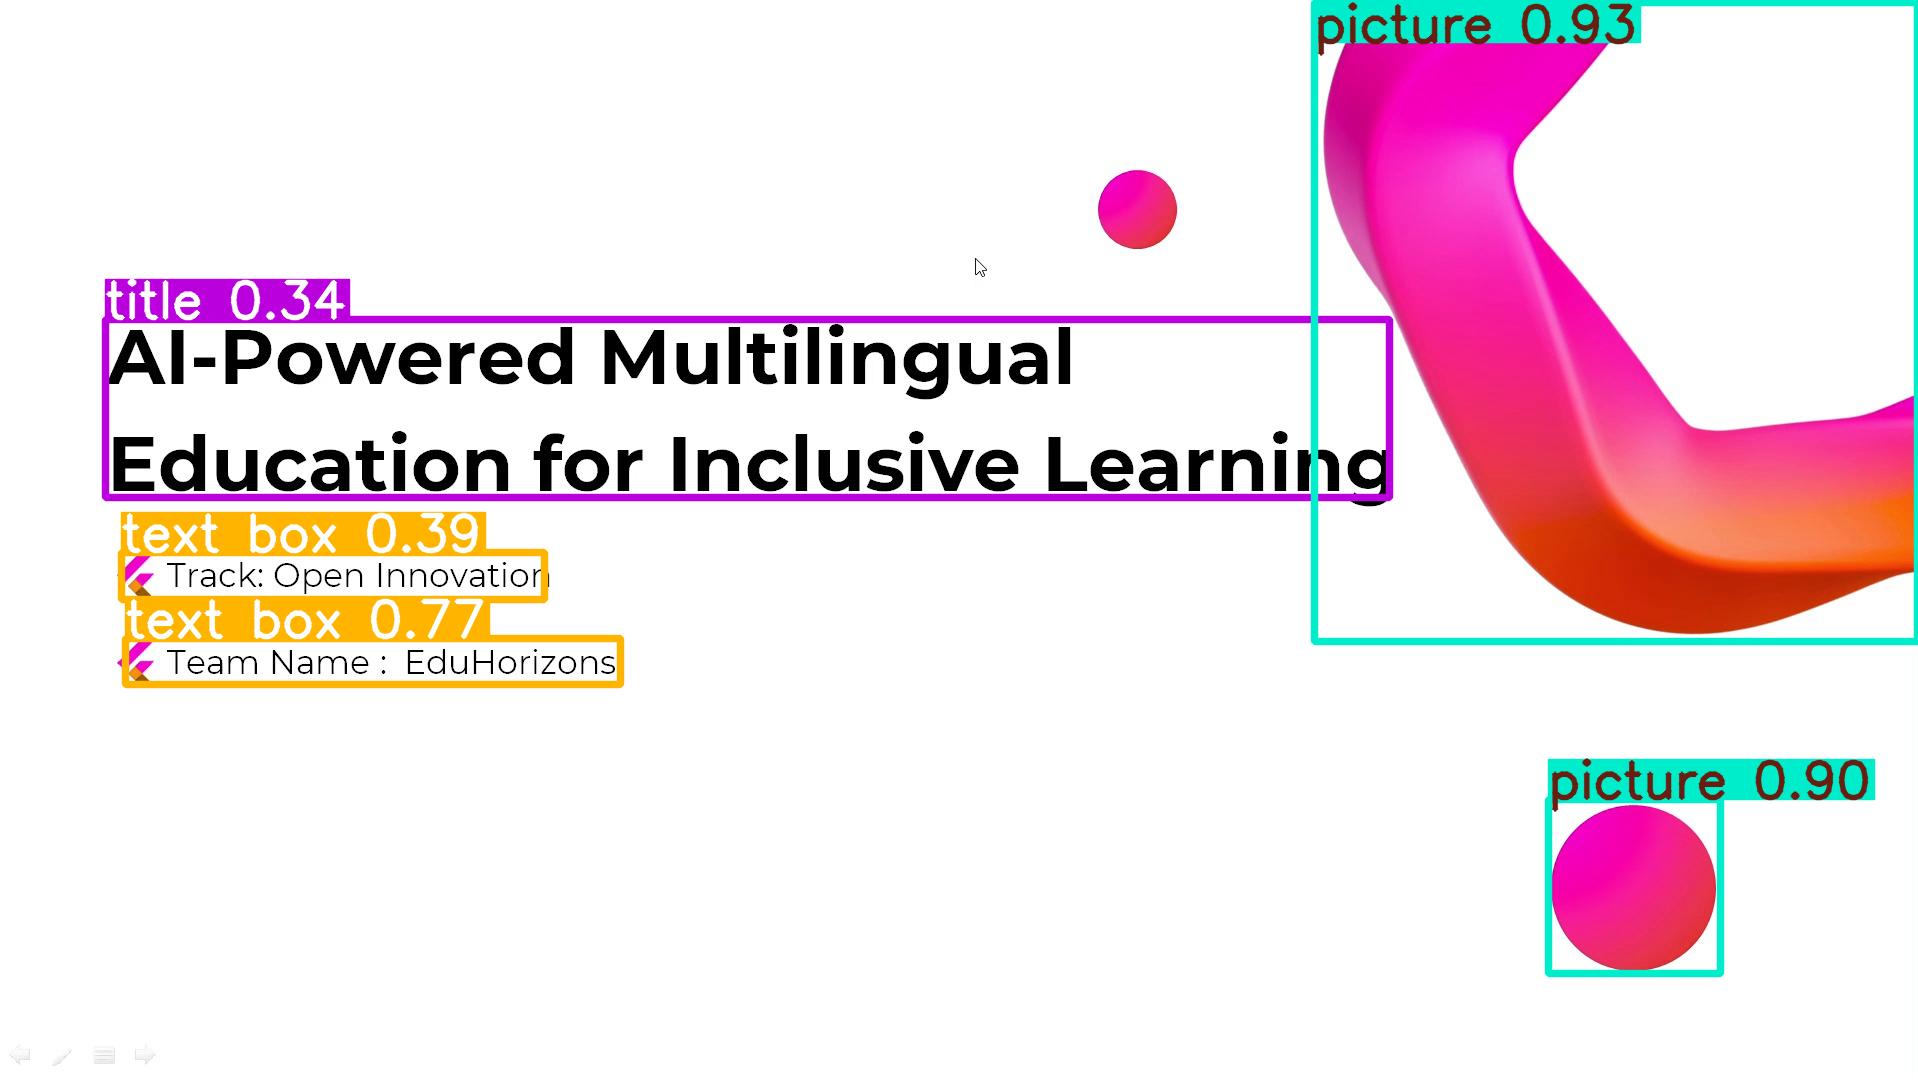 picture 0.93
title 0.34
AI-Powered Multilingual
Education for Inclusive Learning
text box 0.39
Track: Open Innovation
text box 0.77
Team Name :  EduHorizons
picture 0.90